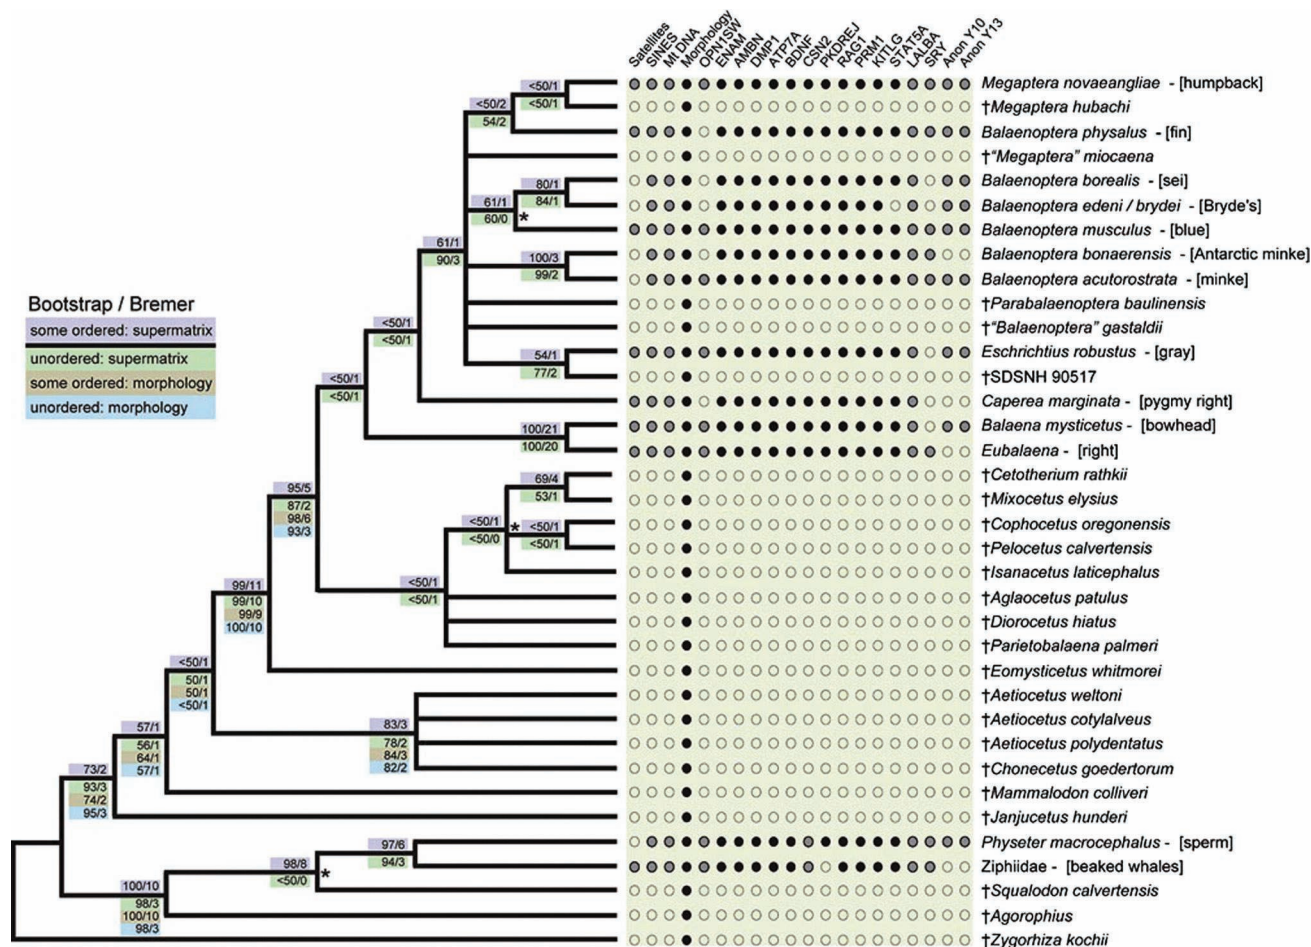 Satellites
SINES
Mt DNA
Morphology
OPN1SW
ENAM
AMBN
DMP1
ATP7A
BDNF
CSN2
PKDREJ
RAG1
PRM1
KITLG
STAT5A
LALBA
SRY
Anon Y10
Anon Y13
<50/1
<50/1
<50/2
54/2
80/1
84/1
61/1
60/0
*
61/1
90/3
100/3
99/2
<50/1
<50/1
54/1
77/2
<50/1
<50/1
100/21
100/20
95/5
87/2
98/6
93/3
69/4
53/1
<50/1
<50/0
*
<50/1
<50/1
<50/1
<50/1
99/11
99/10
99/9
100/10
<50/1
50/1
50/1
<50/1
83/3
78/2
84/3
82/2
57/1
56/1
64/1
57/1
73/2
93/3
74/2
95/3
97/6
94/3
98/8
<50/0
*
100/10
98/3
100/10
98/3
Bootstrap / Bremer
some ordered: supermatrix
unordered: supermatrix
some ordered: morphology
unordered: morphology
Megaptera novaeangliae - [humpback]
†Megaptera hubachi
Balaenoptera physalus - [fin]
†“Megaptera” miocaena
Balaenoptera borealis - [sei]
Balaenoptera edeni / brydei - [Bryde's]
Balaenoptera musculus - [blue]
Balaenoptera bonaerensis - [Antarctic minke]
Balaenoptera acutorostrata - [minke]
†Parabalaenoptera baulinensis
†“Balaenoptera” gastaldii
Eschrichtius robustus - [gray]
†SDSNH 90517
Caperea marginata - [pygmy right]
Balaena mysticetus - [bowhead]
Eubalaena - [right]
†Cetotherium rathkii
†Mixocetus elysius
†Cophocetus oregonensis
†Pelocetus calvertensis
†Isanacetus laticephalus
†Aglaocetus patulus
†Diorocetus hiatus
†Parietobalaena palmeri
†Eomysticetus whitmorei
†Aetiocetus weltoni
†Aetiocetus cotylalveus
†Aetiocetus polydentatus
†Chonecetus goedertorum
†Mammalodon colliveri
†Janjucetus hunderi
Physeter macrocephalus - [sperm]
Ziphiidae - [beaked whales]
†Squalodon calvertensis
†Agorophius
†Zygorhiza kochii